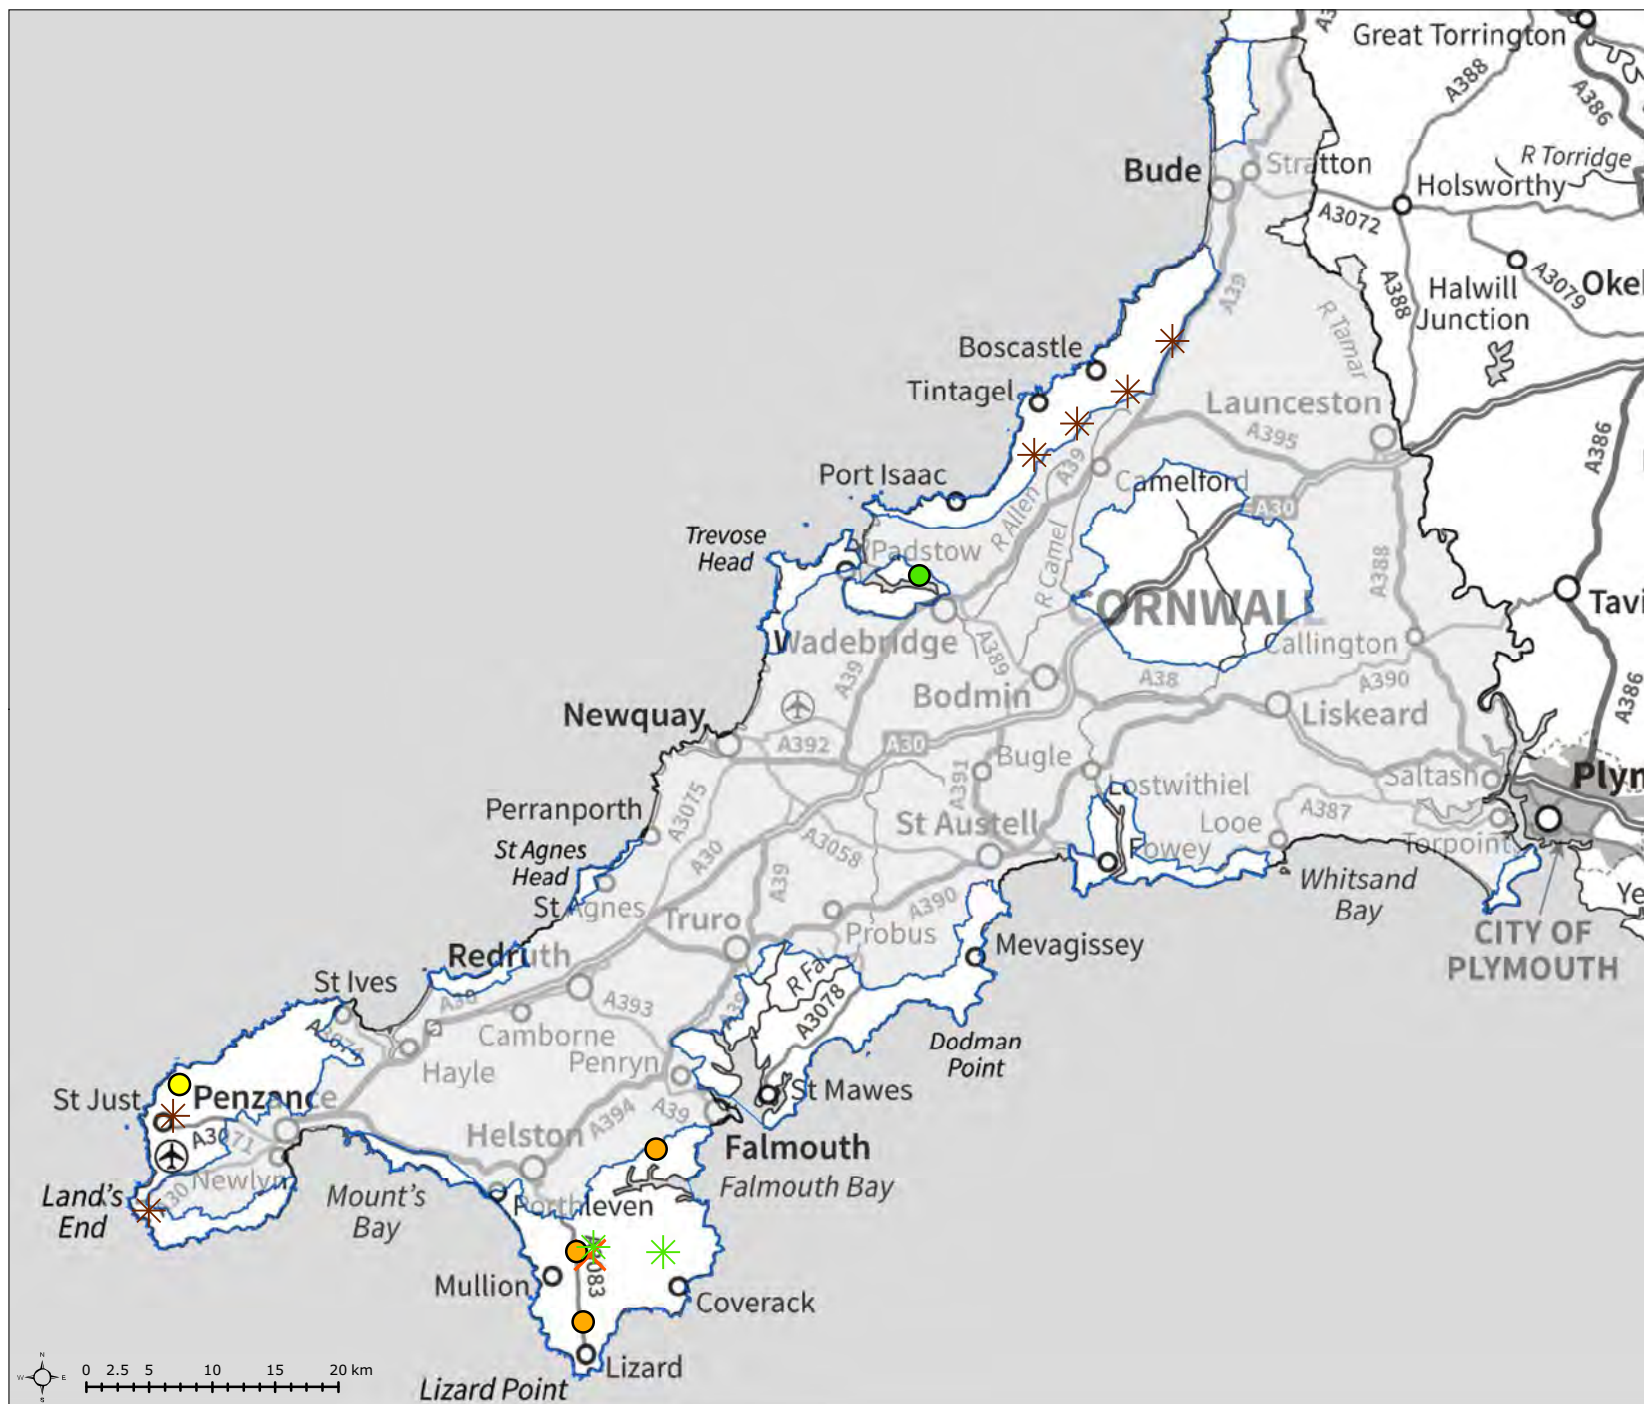 Great Torrington
A388
A386
R Torridge
Bude
Stratton
Holsworthy
A3072
A39
A388
Halwill
Junction
A3079
R Tamar
Boscastle
Tintagel
Launceston
A395
A386
Port Isaac
A39
Camelford
A30
R Allen
Trevose
Head
Padstow
R Camel
A388
CORNWALL
Wadebridge
A389
Callington
A39
Bodmin
A38
A390
A386
Newquay
A392
A30
Liskeard
Bugle
A391
Lostwithiel
Saltash
Perranporth
A3075
A387
St Austell
Looe
A3058
Torpoint
St Agnes
Head
A30
Fowey
A39
Whitsand
Bay
St Agnes
Truro
A390
Probus
CITY OF
PLYMOUTH
Mevagissey
Redruth
St Ives
A30
A393
A3078
Camborne
Dodman
Point
Penryn
Hayle
St Just
Penzance
St Mawes
A394
A39
A3071
Helston
Falmouth
Newlyn
Falmouth Bay
Land's
End
A30
Mount's
Bay
Porthleven
A3083
Mullion
Coverack
Lizard
Lizard Point
N
W
E
S
0 2.5 5 10 15 20 km